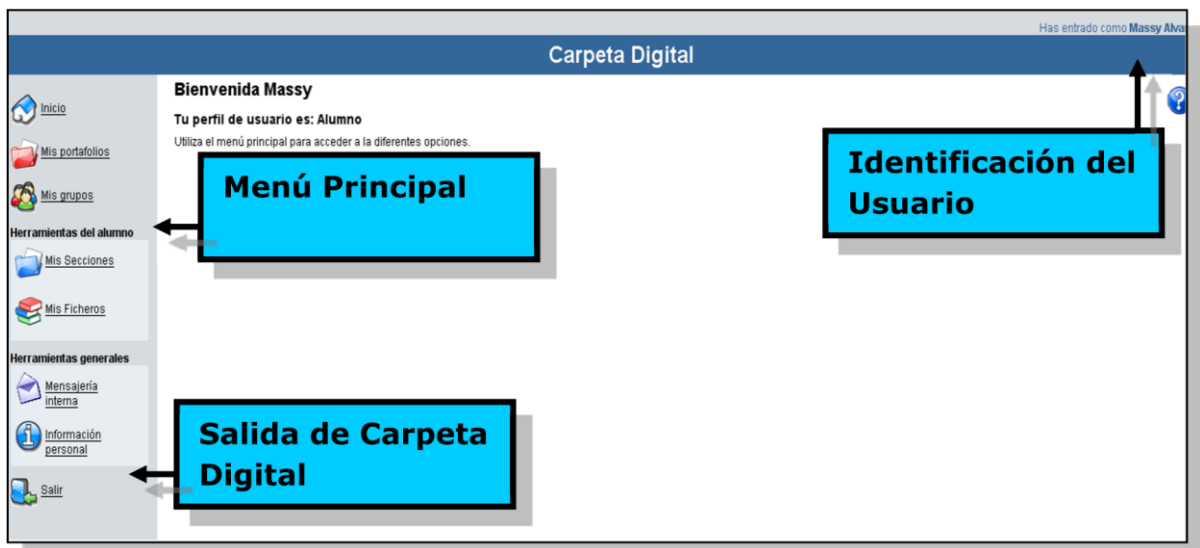 Has entrado como Massy Alva
Carpeta Digital
Inicio
Mis portafolios
Mis grupos
Herramientas del alumno
Mis Secciones
Mis Ficheros
Herramientas generales
Mensajería
interna
Información
personal
Salir
Bienvenida Massy
Tu perfil de usuario es: Alumno
Utiliza el menú principal para acceder a la diferentes opciones.
Menú Principal
Identificación del
Usuario
Salida de Carpeta
Digital